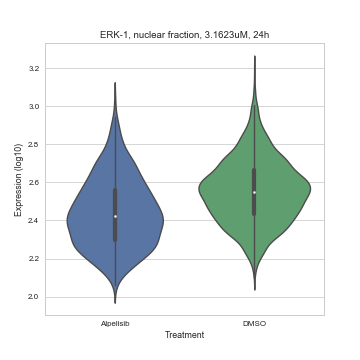 ERK-1, nuclear fraction, 3.1623uM, 24h
3.2
3.0
2.8
2.6
2.4
2.2
2.0
Expression (log10)
Alpelisib
DMSO
Treatment